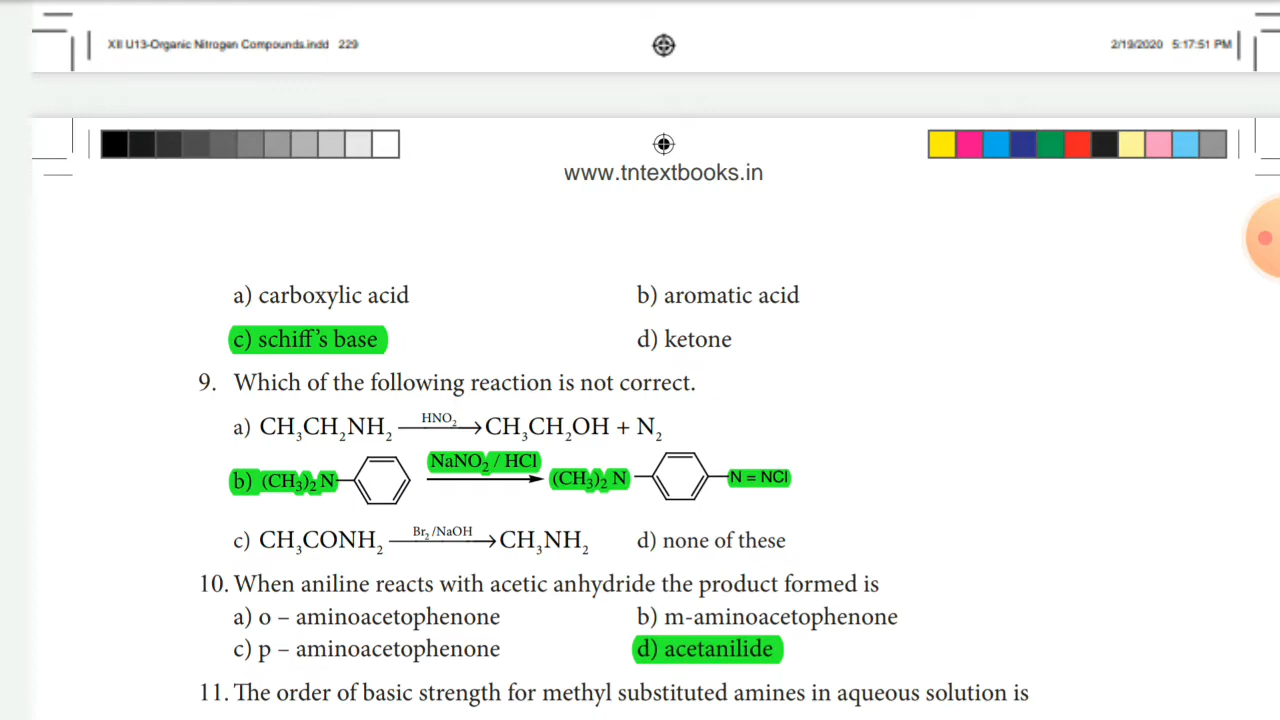 XII U13-Organic Nitrogen Compounds.indd 229
2/19/2020 5:17:51 PM
www.tntextbooks.in
a) carboxylic acid b) aromatic acid
c) schiff's base d) ketone
9. Which of the following reaction is not correct.
a) CH₃CH₂NH₂ HNO₂ → CH₃CH₂OH + N₂
b) (CH₃)₂ N NaNO₂ / HCl → (CH₃)₂ N N = NCl
c) CH₃CONH₂ Br₂ /NaOH → CH₃NH₂ d) none of these
10. When aniline reacts with acetic anhydride the product formed is
a) o – aminoacetophenone b) m-aminoacetophenone
c) p – aminoacetophenone d) acetanilide
11. The order of basic strength for methyl substituted amines in aqueous solution is